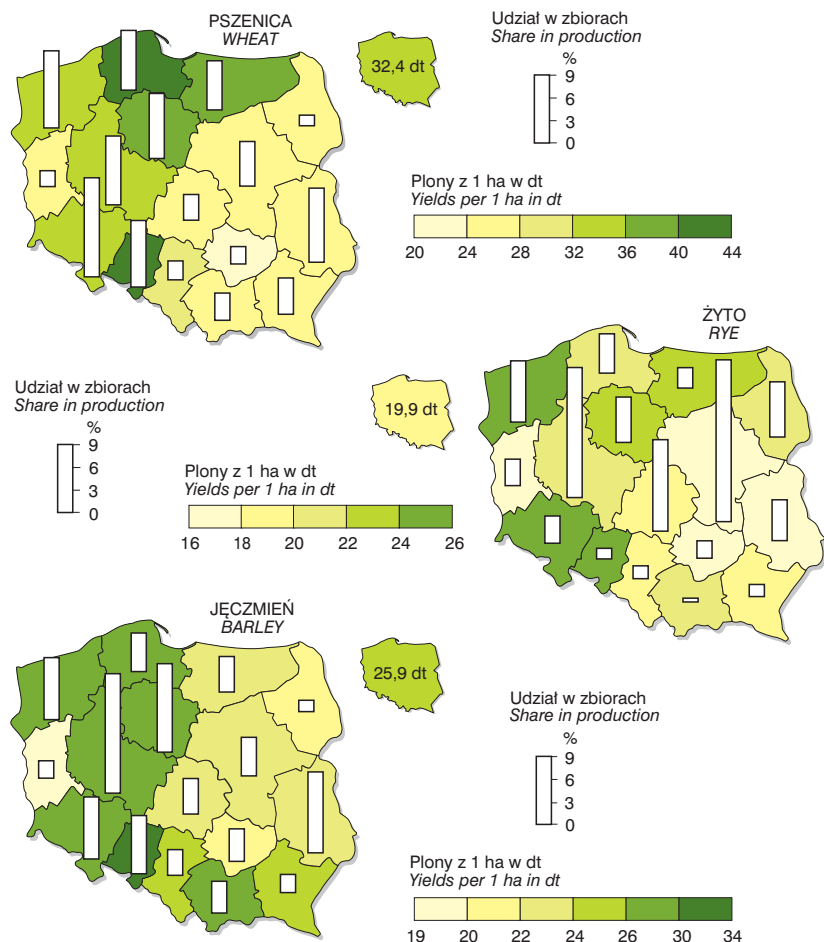 PSZENICA
WHEAT
32,4 dt
Udział w zbiorach
Share in production
%
9
6
3
0
Plony z 1 ha w dt
Yields per 1 ha in dt
20 24 28 32 36 40 44
ŻYTO
RYE
Udział w zbiorach
Share in production
%
9
6
3
0
19,9 dt
Plony z 1 ha w dt
Yields per 1 ha in dt
16 18 20 22 24 26
JĘCZMIEŃ
BARLEY
25,9 dt
Udział w zbiorach
Share in production
%
9
6
3
0
Plony z 1 ha w dt
Yields per 1 ha in dt
19 20 22 24 26 30 34